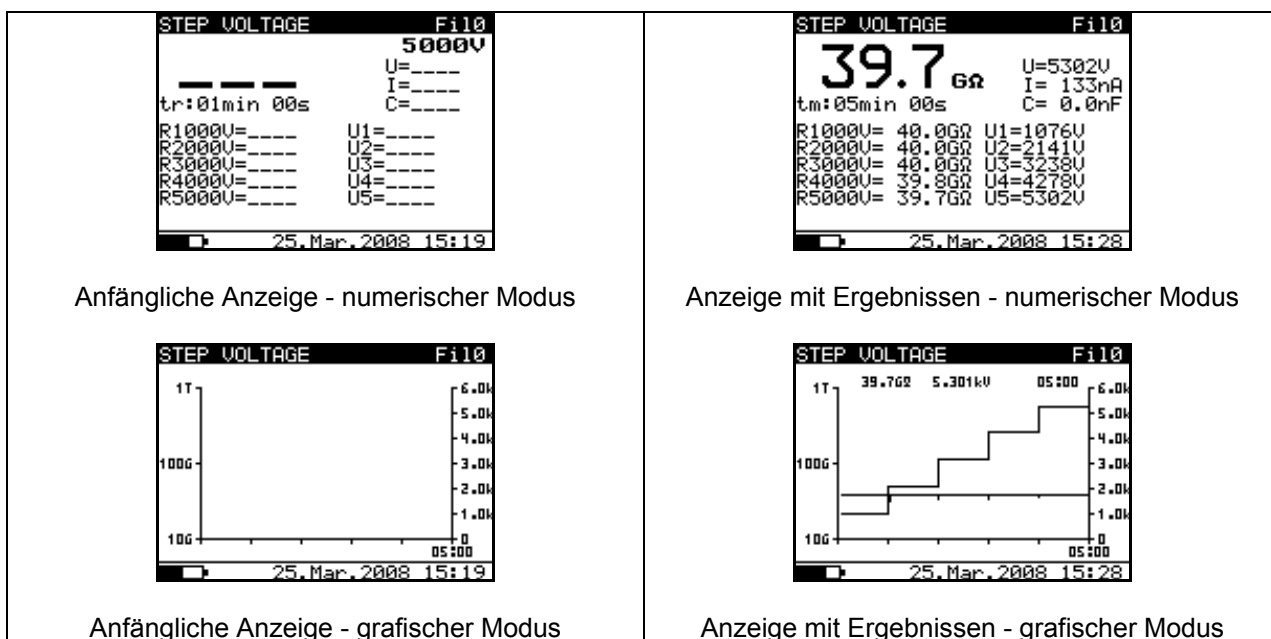 STEP VOLTAGE Fil0
5000V
U=____
___ I=____
tr:01min 00s C=____
R1000V=____ U1=____
R2000V=____ U2=____
R3000V=____ U3=____
R4000V=____ U4=____
R5000V=____ U5=____
25.Mar.2008 15:19
Anfängliche Anzeige - numerischer Modus
STEP VOLTAGE Fil0
39.7 GΩ U=5302V
I= 133nA
tm:05min 00s C= 0.0nF
R1000V= 40.0GΩ U1=1076V
R2000V= 40.0GΩ U2=2141V
R3000V= 40.0GΩ U3=3238V
R4000V= 39.8GΩ U4=4278V
R5000V= 39.7GΩ U5=5302V
25.Mar.2008 15:28
Anzeige mit Ergebnissen - numerischer Modus
STEP VOLTAGE Fil0
1T 6.0k
5.0k
4.0k
100G 3.0k
2.0k
1.0k
10G 0
05:00
25.Mar.2008 15:19
Anfängliche Anzeige - grafischer Modus
STEP VOLTAGE Fil0
39.7GΩ 5.301kV 05:00
1T 6.0k
5.0k
4.0k
100G 3.0k
2.0k
1.0k
10G 0
05:00
25.Mar.2008 15:28
Anzeige mit Ergebnissen - grafischer Modus